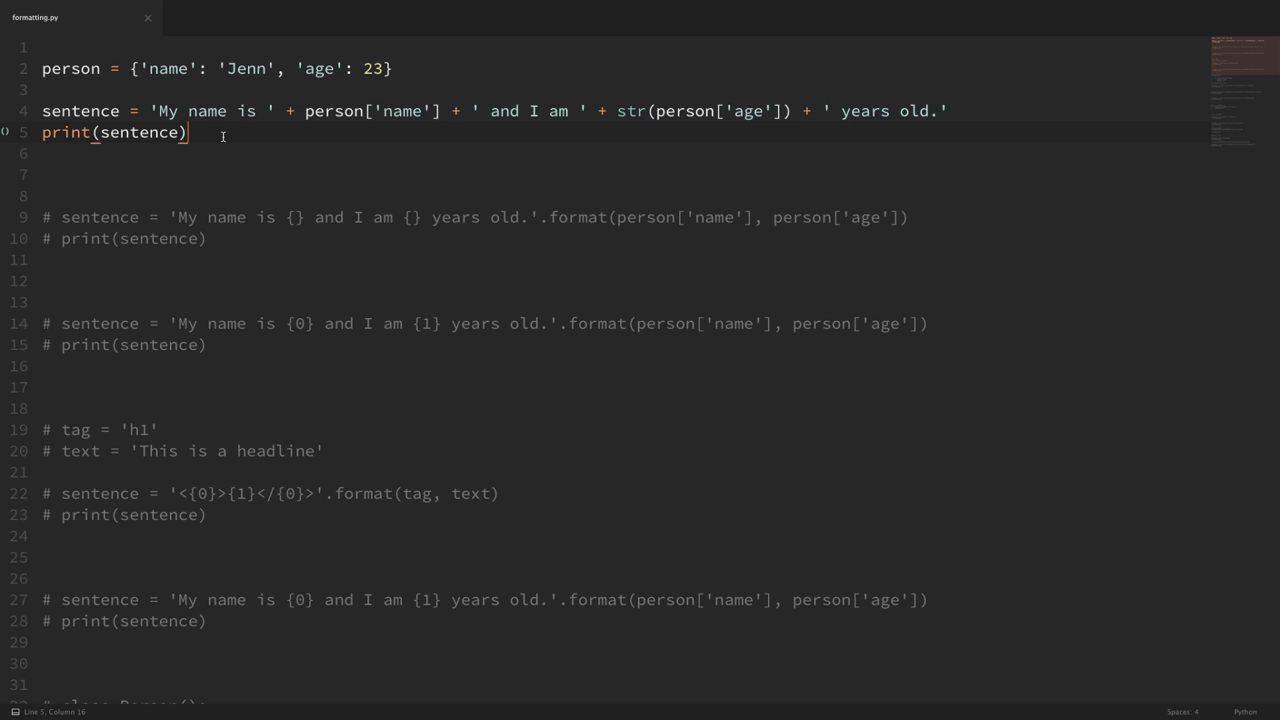 formatting.py ×
1
2 person = {'name': 'Jenn', 'age': 23}
3
4 sentence = 'My name is ' + person['name'] + ' and I am ' + str(person['age']) + ' years old.'
() 5 print(sentence)
6
7
8
9 # sentence = 'My name is {} and I am {} years old.'.format(person['name'], person['age'])
10 # print(sentence)
11
12
13
14 # sentence = 'My name is {0} and I am {1} years old.'.format(person['name'], person['age'])
15 # print(sentence)
16
17
18
19 # tag = 'h1'
20 # text = 'This is a headline'
21
22 # sentence = '<{0}>{1}</{0}>'.format(tag, text)
23 # print(sentence)
24
25
26
27 # sentence = 'My name is {0} and I am {1} years old.'.format(person['name'], person['age'])
28 # print(sentence)
29
30
31
32 # class Person():
Line 5, Column 16 Spaces: 4 Python